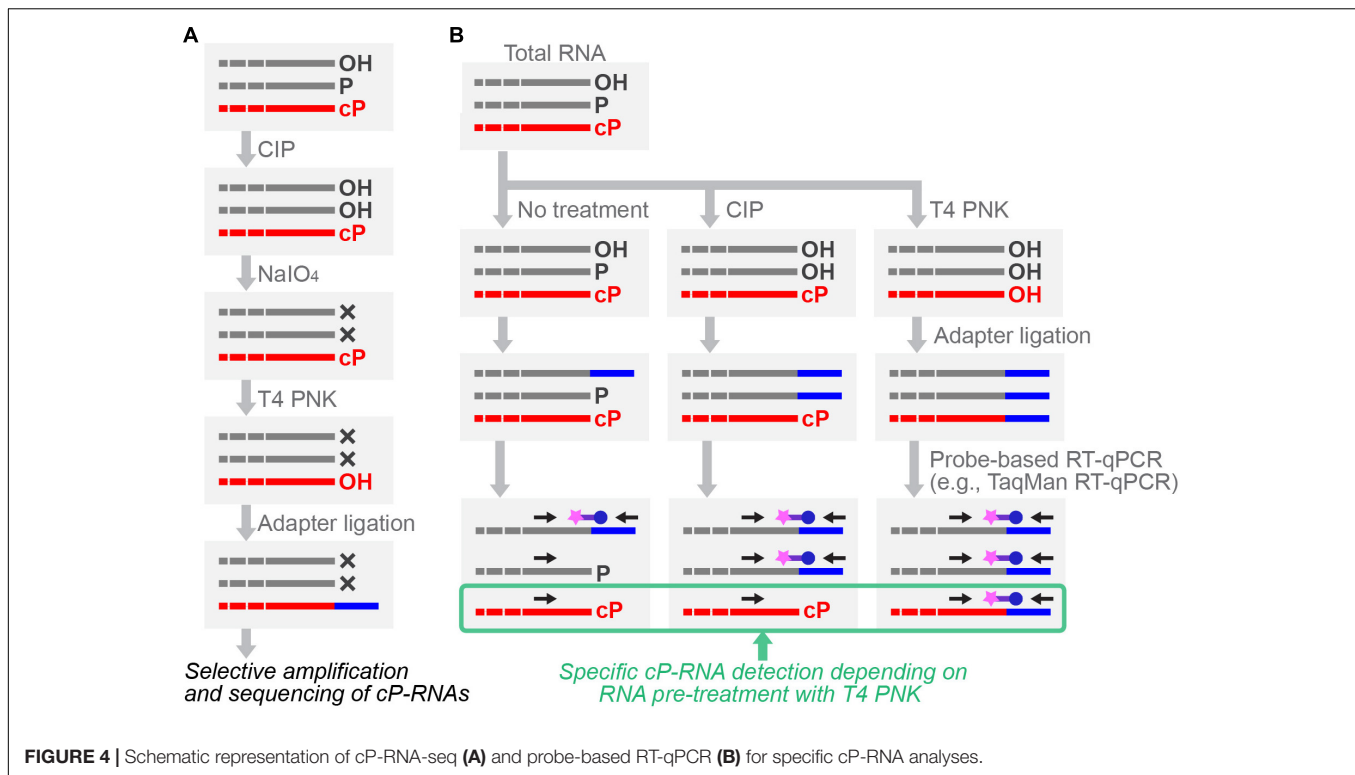 A
OH
P
cP
CIP
OH
OH
cP
NaIO4
×
×
cP
T4 PNK
×
×
OH
Adapter ligation
×
×
Selective amplification
and sequencing of cP-RNAs
B
Total RNA
OH
P
cP
No treatment
CIP
T4 PNK
OH
P
cP
OH
OH
cP
OH
OH
OH
Adapter ligation
P
cP
cP
Probe-based RT-qPCR
(e.g., TaqMan RT-qPCR)
P
cP
cP
Specific cP-RNA detection depending on
RNA pre-treatment with T4 PNK
FIGURE 4 | Schematic representation of cP-RNA-seq (A) and probe-based RT-qPCR (B) for specific cP-RNA analyses.